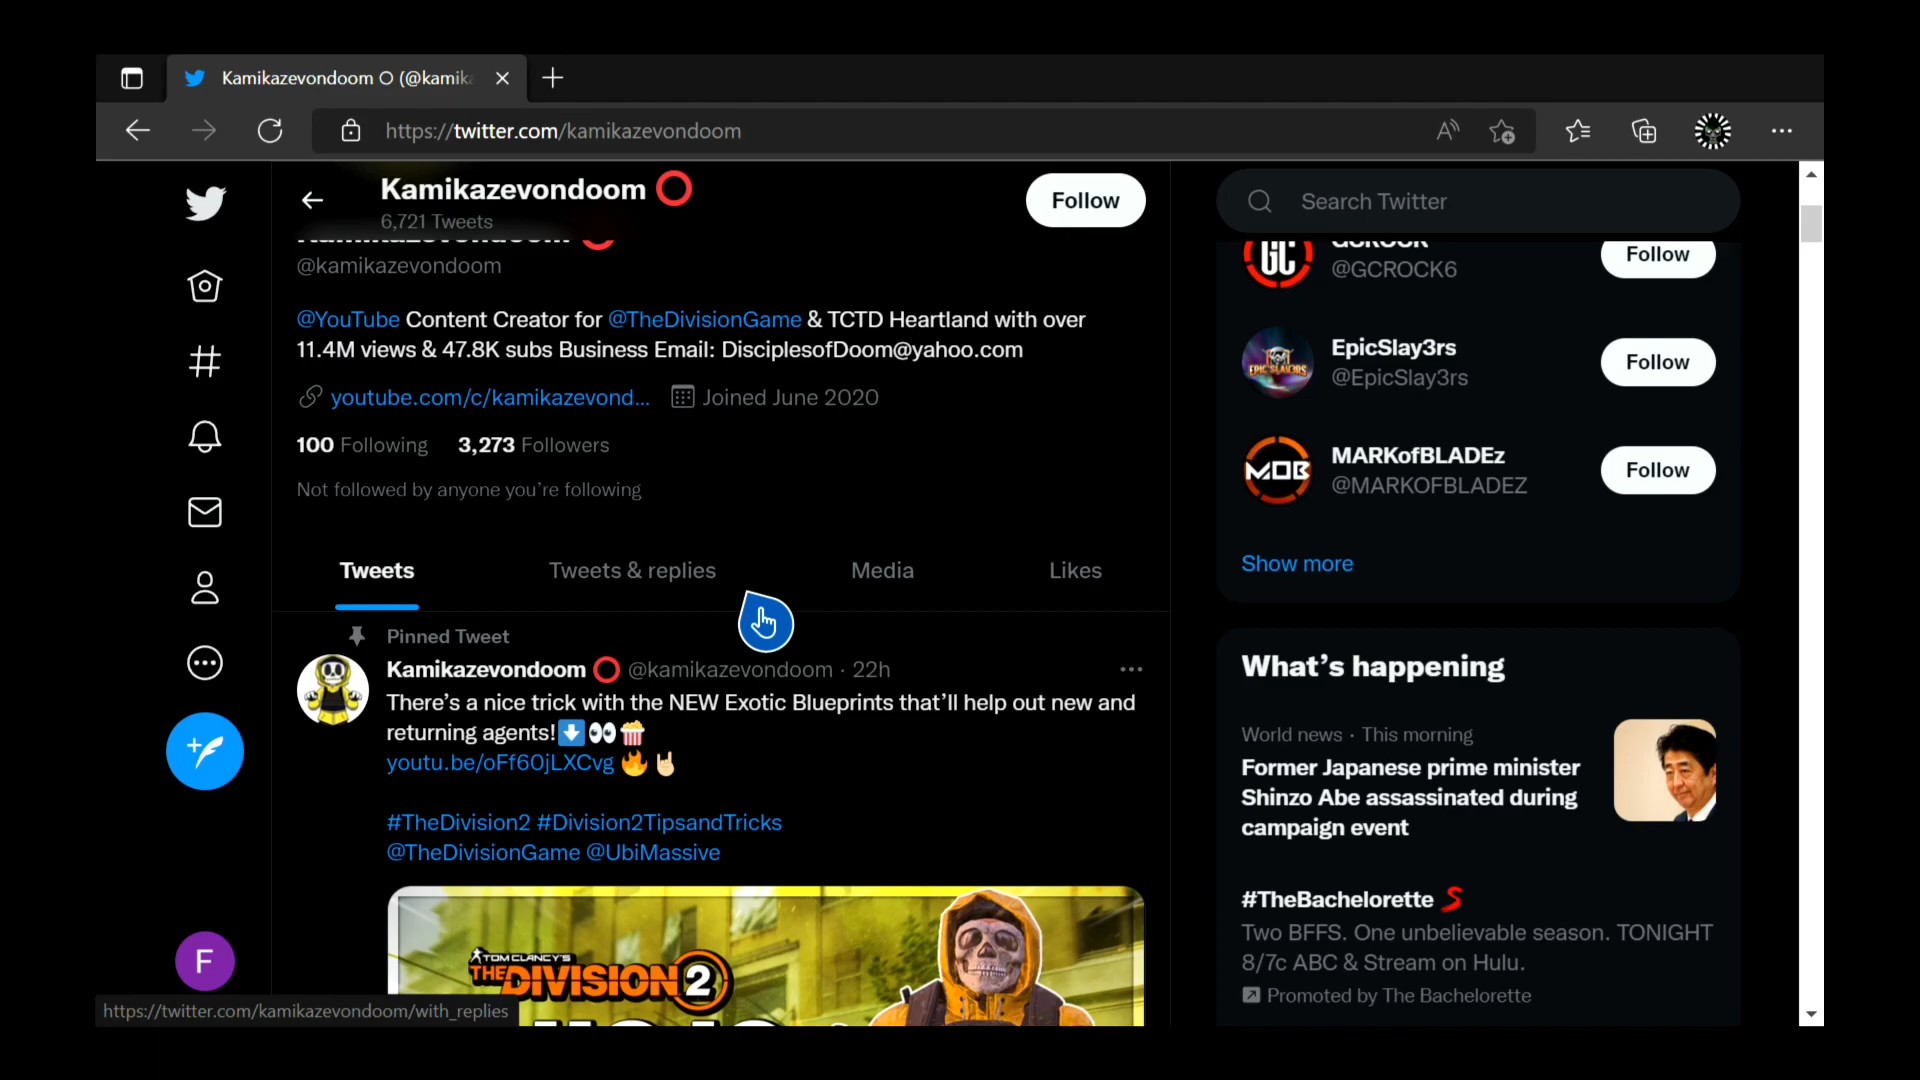 Kamikazevondoom ⭕ (@kamik
https://twitter.com/kamikazevondoom
Kamikazevondoom ⭕
6,721 Tweets
Follow
@kamikazevondoom
@YouTube Content Creator for @TheDivisionGame & TCTD Heartland with over
11.4M views & 47.8K subs Business Email: DisciplesofDoom@yahoo.com
youtube.com/c/kamikazevond...
Joined June 2020
100 Following 3,273 Followers
Not followed by anyone you’re following
Tweets
Tweets & replies
Media
Likes
Pinned Tweet
Kamikazevondoom ⭕ @kamikazevondoom · 22h
There’s a nice trick with the NEW Exotic Blueprints that’ll help out new and
returning agents!⬇️👀🍿
youtu.be/oFf60jLXCvg 🔥🤘🏻
#TheDivision2 #Division2TipsandTricks
@TheDivisionGame @UbiMassive
TOM CLANCY'S
THE DIVISION 2
Search Twitter
GC
GCROCK
@GCROCK6
Follow
EPIC SLAY3RS
EpicSlay3rs
@EpicSlay3rs
Follow
MOB
MARKofBLADEz
@MARKOFBLADEZ
Follow
Show more
What’s happening
World news · This morning
Former Japanese prime minister
Shinzo Abe assassinated during
campaign event
#TheBachelorette
Two BFFS. One unbelievable season. TONIGHT
8/7c ABC & Stream on Hulu.
Promoted by The Bachelorette
F
https://twitter.com/kamikazevondoom/with_replies